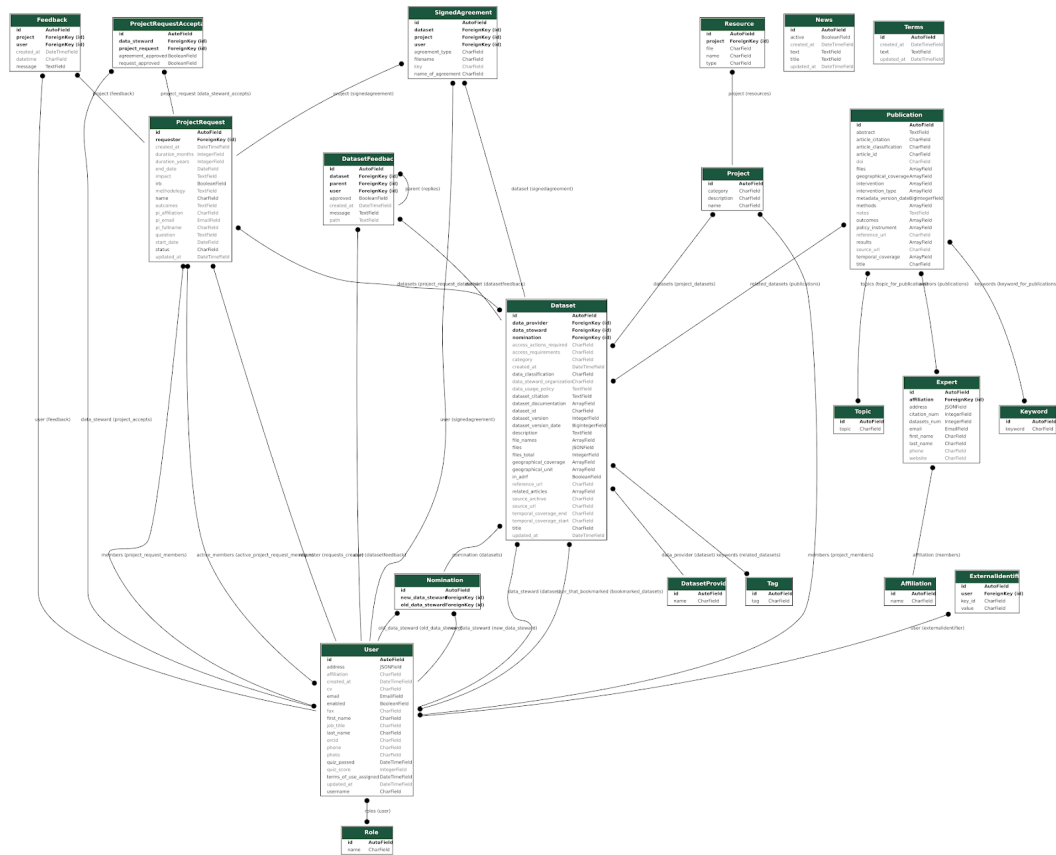 Feedback
id AutoField
project ForeignKey (id)
user ForeignKey (id)
created_at DateTimeField
datetime CharField
message TextField
ProjectRequestAccepta
id AutoField
data_steward ForeignKey (id)
project_request ForeignKey (id)
agreement_approved BooleanField
request_approved BooleanField
SignedAgreement
id AutoField
dataset ForeignKey (id)
project ForeignKey (id)
user ForeignKey (id)
agreement_type CharField
filename CharField
key CharField
name_of_agreement CharField
Resource
id AutoField
project ForeignKey (id)
file CharField
name CharField
type CharField
News
id AutoField
active BooleanField
created_at DateTimeField
text TextField
title TextField
updated_at DateTimeField
Terms
id AutoField
created_at DateTimeField
text TextField
updated_at DateTimeField
project (feedback)
project_request (data_steward_accepts)
project (signedagreement)
project (resources)
ProjectRequest
id AutoField
requestor ForeignKey (id)
created_at DateTimeField
duration_months IntegerField
duration_years IntegerField
end_date DateField
impact TextField
irb BooleanField
methodology TextField
name CharField
outcomes TextField
pi_affiliation CharField
pi_email EmailField
pi_fullname CharField
question TextField
start_date DateField
status CharField
updated_at DateTimeField
DatasetFeedbac
id AutoField
dataset ForeignKey (id)
parent ForeignKey (id)
user ForeignKey (id)
approved BooleanField
created_at DateTimeField
message TextField
path TextField
parent (replies)
dataset (signedagreement)
Project
id AutoField
category CharField
description CharField
name CharField
Publication
id AutoField
abstract TextField
article_citation CharField
article_classification CharField
article_id CharField
doi CharField
files ArrayField
geographical_coverage ArrayField
intervention ArrayField
intervention_type ArrayField
metadata_version_date BigIntegerField
methods ArrayField
notes TextField
outcomes ArrayField
policy_instrument ArrayField
reference_url CharField
results ArrayField
source_url CharField
temporal_coverage ArrayField
title CharField
datasets (project_datasets)
related_datasets (publications)
keywords (keyword_for_publications
Dataset
id AutoField
data_provider ForeignKey (id)
data_steward ForeignKey (id)
nomination ForeignKey (id)
access_actions_required CharField
access_requirements CharField
category CharField
created_at DateTimeField
data_classification CharField
data_steward_organization CharField
data_usage_policy TextField
dataset_citation TextField
dataset_documentation ArrayField
dataset_id CharField
dataset_version IntegerField
dataset_version_date BigIntegerField
description TextField
file_names ArrayField
files JSONField
files_total IntegerField
geographical_coverage ArrayField
geographical_unit ArrayField
in_adrf BooleanField
reference_url CharField
related_articles ArrayField
source_archive CharField
source_url CharField
temporal_coverage_end CharField
temporal_coverage_start CharField
title CharField
updated_at DateTimeField
Topic
id AutoField
topic CharField
Expert
id AutoField
affiliation ForeignKey (id)
address JSONField
citation_num IntegerField
datasets_num IntegerField
email EmailField
first_name CharField
last_name CharField
phone CharField
website CharField
Keyword
id AutoField
keyword CharField
user (feedback)
data_steward (project_accepts)
user (signedagreement)
members (project_request_members)
nomination (datasets)
data_provider (dataset)
keywords (related_datasets)
members (project_members)
affiliation (members)
Nomination
id AutoField
new_data_steward ForeignKey (id)
old_data_steward ForeignKey (id)
DatasetProvid
id AutoField
name CharField
Tag
id AutoField
tag CharField
Affiliation
id AutoField
name CharField
ExternalIdentifi
id AutoField
user ForeignKey (id)
key_id CharField
value CharField
user (externalidentifier)
User
id AutoField
address JSONField
affiliation CharField
created_at DateTimeField
cv CharField
email EmailField
enabled BooleanField
fax CharField
first_name CharField
job_title CharField
last_name CharField
orcid CharField
phone CharField
photo CharField
quiz_passed DateTimeField
quiz_score IntegerField
terms_of_use_assigned DateTimeField
updated_at DateTimeField
username CharField
roles (user)
Role
id AutoField
name CharField